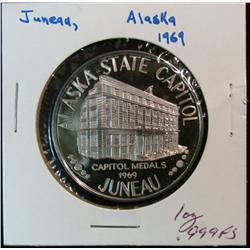 Juneau, Alaska
1969
ALASKA STATE CAPITOL
CAPITOL MEDALS
1969
JUNEAU
1oz
.999FS